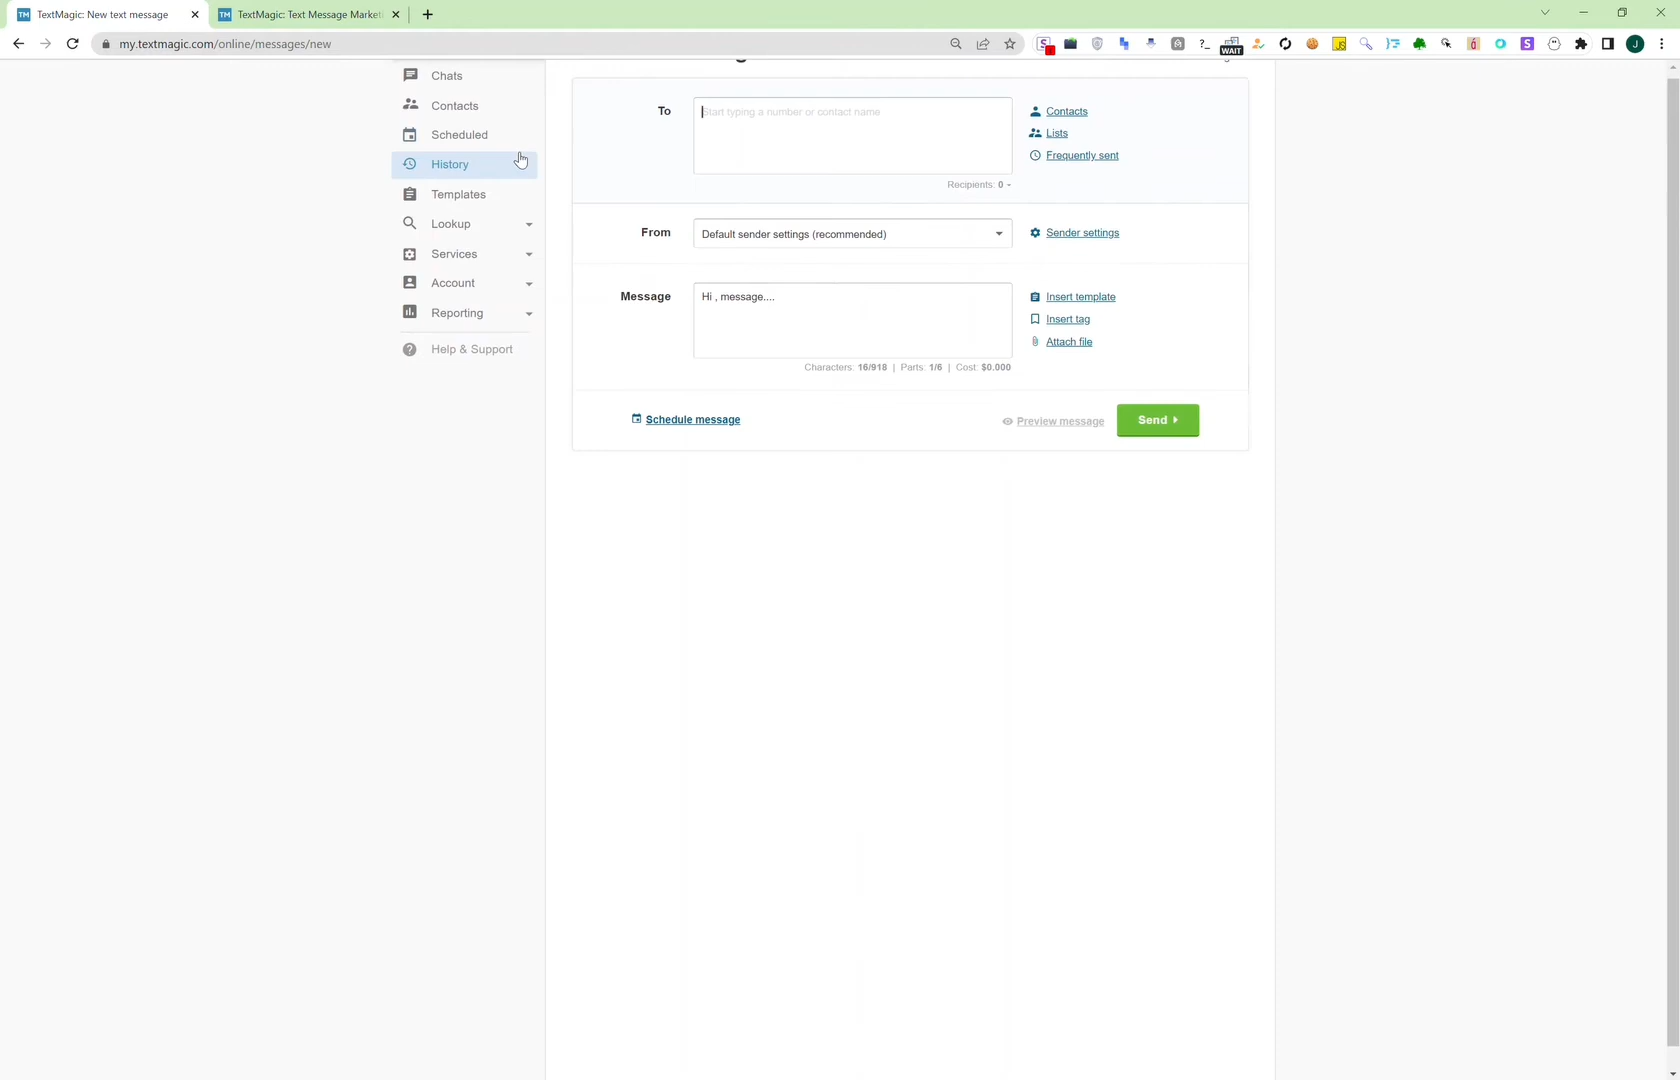 TextMagic: New text message
TextMagic: Text Message Marketi
my.textmagic.com/online/messages/new
WAIT
Chats
Contacts
Scheduled
History
Templates
Lookup
Services
Account
Reporting
Help & Support
To
Start typing a number or contact name
Contacts
Lists
Frequently sent
Recipients: 0
From
Default sender settings (recommended)
Sender settings
Message
Hi , message....
Insert template
Insert tag
Attach file
Characters: 16/918 | Parts: 1/6 | Cost: $0.000
Schedule message
Preview message
Send